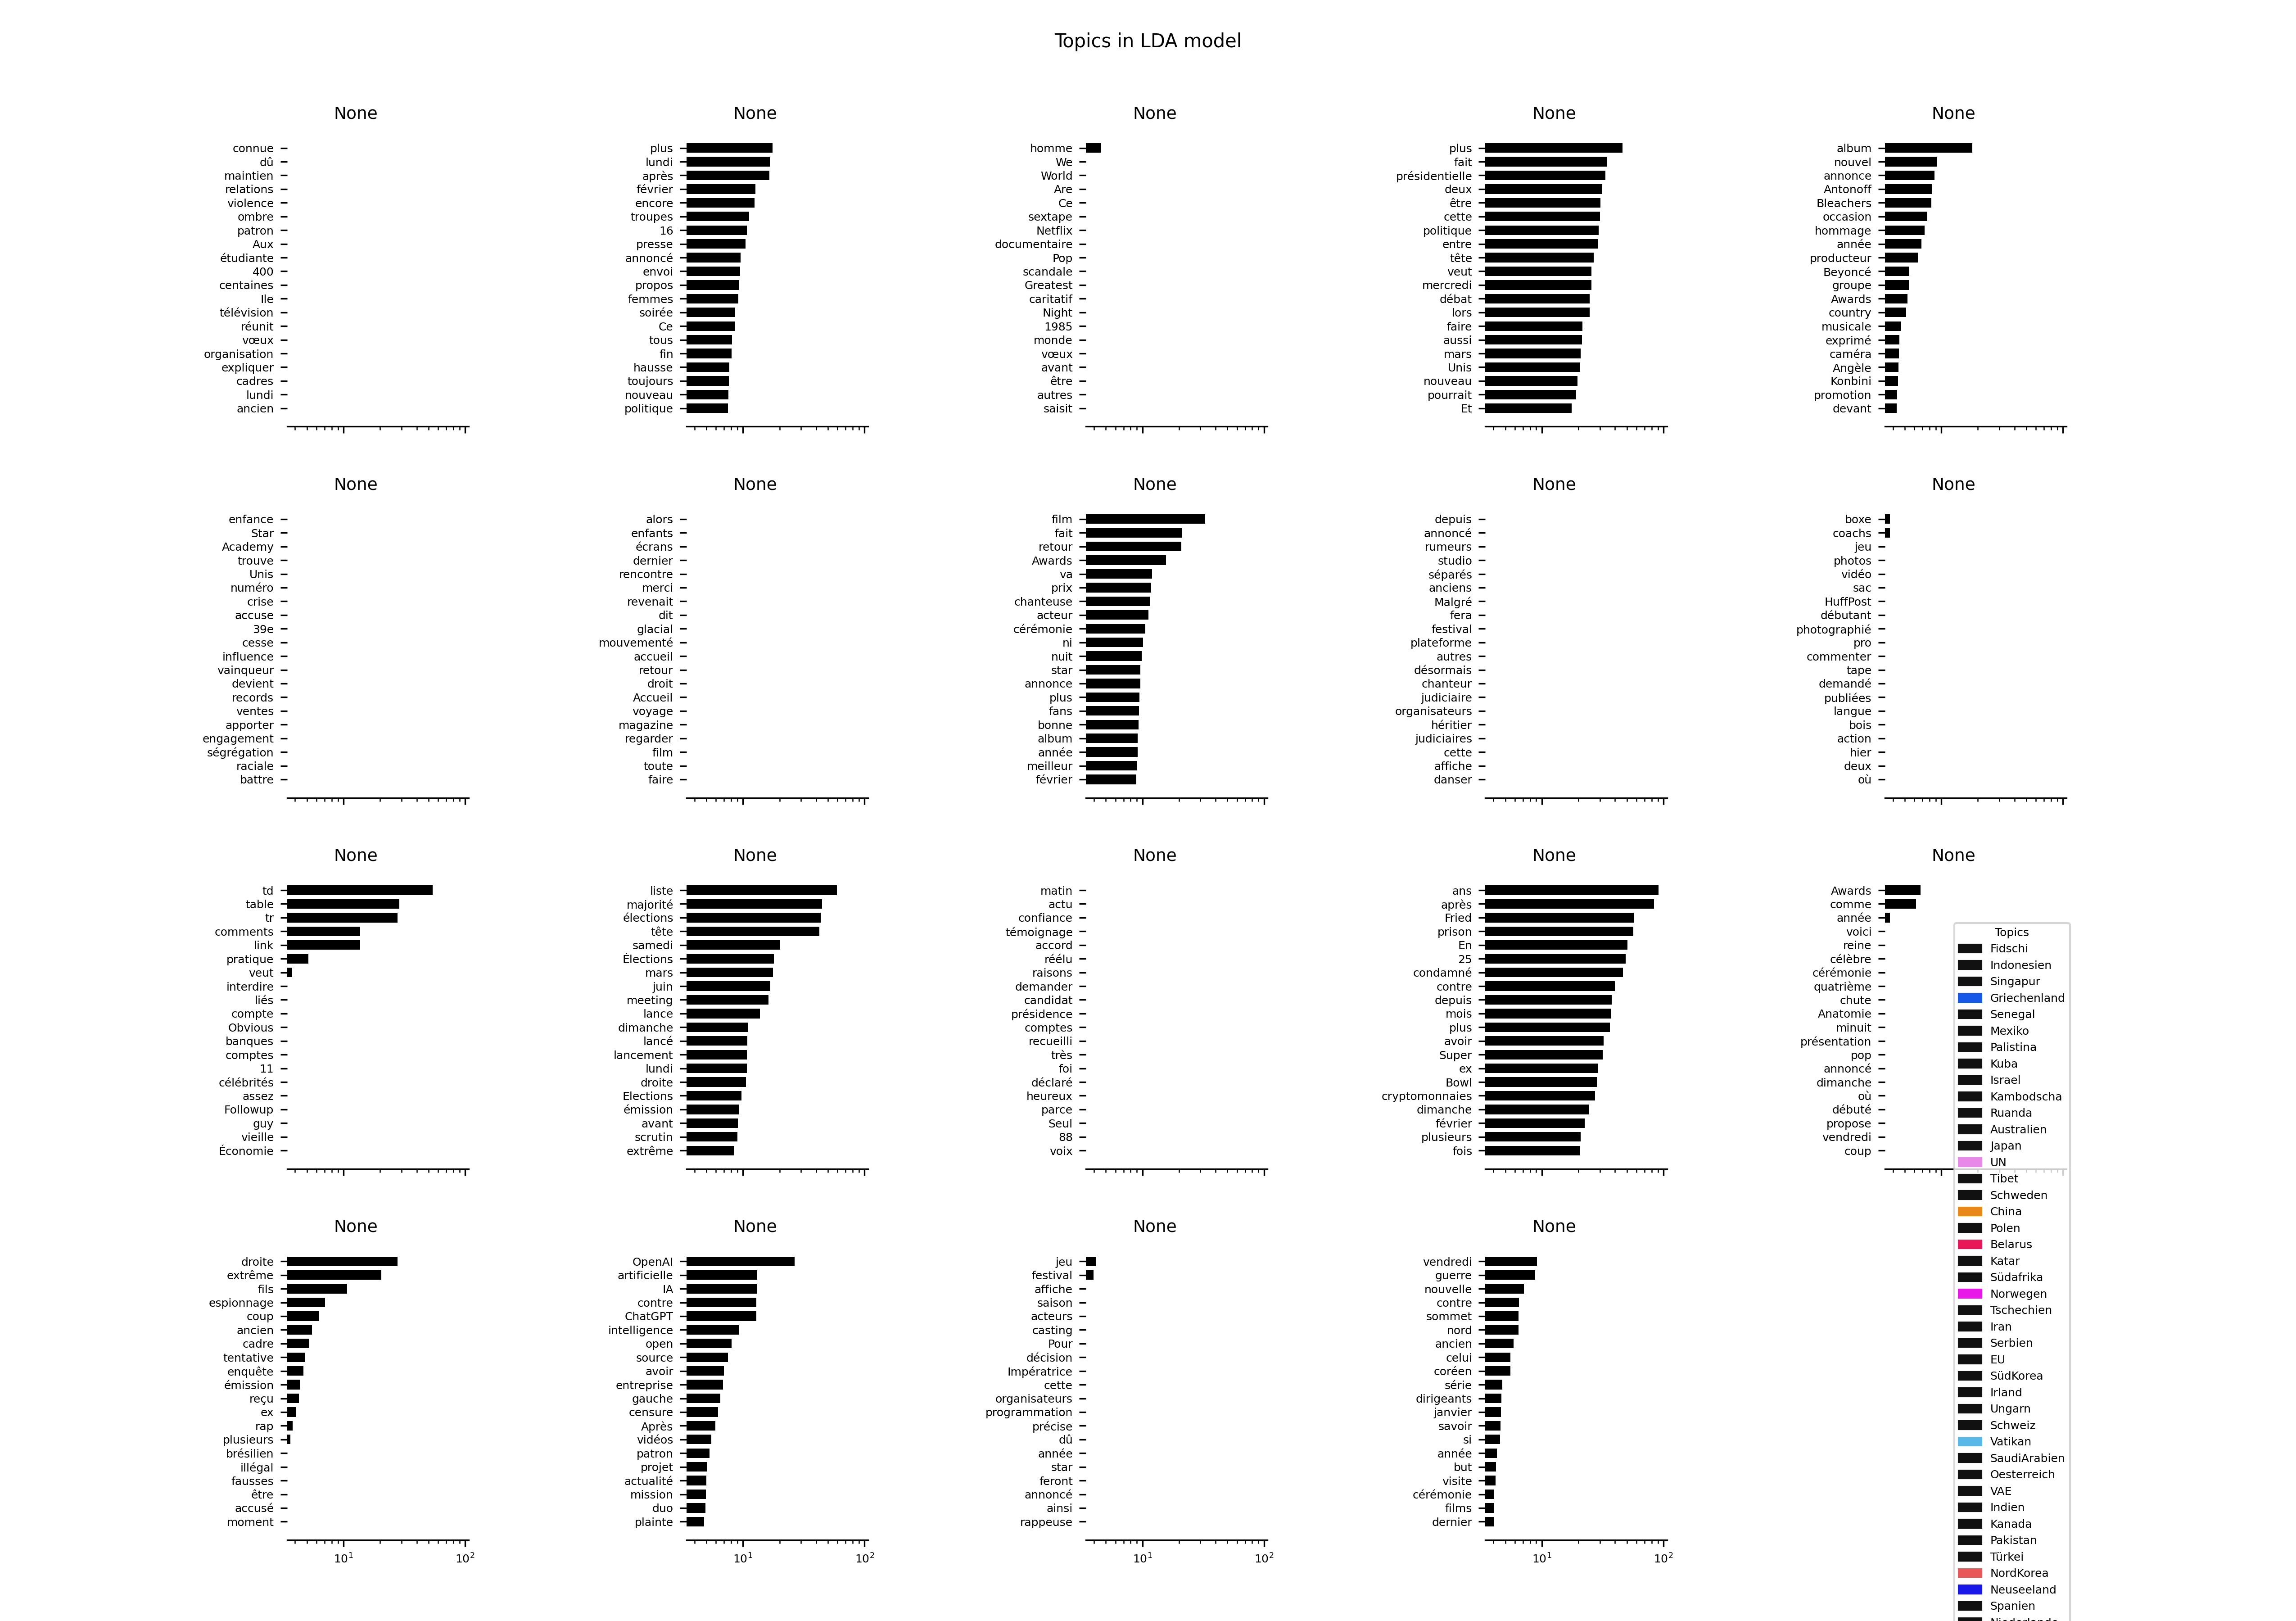 Topics in LDA model
None
connue
dû
maintien
relations
violence
ombre
patron
Aux
étudiante
400
centaines
Ile
télévision
réunit
vœux
organisation
expliquer
cadres
lundi
ancien
None
plus
lundi
après
février
encore
troupes
16
presse
annoncé
envoi
propos
femmes
soirée
Ce
tous
fin
hausse
toujours
nouveau
politique
None
homme
We
World
Are
Ce
sextape
Netflix
documentaire
Pop
scandale
Greatest
caritatif
Night
1985
monde
vœux
avant
être
autres
saisit
None
plus
fait
présidentielle
deux
être
cette
politique
entre
tête
veut
mercredi
débat
lors
faire
aussi
mars
Unis
nouveau
pourrait
Et
None
album
nouvel
annonce
Antonoff
Bleachers
occasion
hommage
année
producteur
Beyoncé
groupe
Awards
country
musicale
exprimé
caméra
Angèle
Konbini
promotion
devant
None
enfance
Star
Academy
trouve
Unis
numéro
crise
accuse
39e
cesse
influence
vainqueur
devient
records
ventes
apporter
engagement
ségrégation
raciale
battre
None
alors
enfants
écrans
dernier
rencontre
merci
revenait
dit
glacial
mouvementé
accueil
retour
droit
Accueil
voyage
magazine
regarder
film
toute
faire
None
film
fait
retour
Awards
va
prix
chanteuse
acteur
cérémonie
ni
nuit
star
annonce
plus
fans
bonne
album
année
meilleur
février
None
depuis
annoncé
rumeurs
studio
séparés
anciens
Malgré
fera
festival
plateforme
autres
désormais
chanteur
judiciaire
organisateurs
héritier
judiciaires
cette
affiche
danser
None
boxe
coachs
jeu
photos
vidéo
sac
HuffPost
débutant
photographié
pro
commenter
tape
demandé
publiées
langue
bois
action
hier
deux
où
None
td
table
tr
comments
link
pratique
veut
interdire
liés
compte
Obvious
banques
comptes
11
célébrités
assez
Followup
guy
vieille
Économie
None
liste
majorité
élections
tête
samedi
Élections
mars
juin
meeting
lance
dimanche
lancé
lancement
lundi
droite
Elections
émission
avant
scrutin
extrême
None
matin
actu
confiance
témoignage
accord
réélu
raisons
demander
candidat
présidence
comptes
recueilli
très
foi
déclaré
heureux
parce
Seul
88
voix
None
ans
après
Fried
prison
En
25
condamné
contre
depuis
mois
plus
avoir
Super
ex
Bowl
cryptomonnaies
dimanche
février
plusieurs
fois
None
Awards
comme
année
voici
reine
célèbre
cérémonie
quatrième
chute
Anatomie
minuit
présentation
pop
annoncé
dimanche
où
débuté
propose
vendredi
coup
None
droite
extrême
fils
espionnage
coup
ancien
cadre
tentative
enquête
émission
reçu
ex
rap
plusieurs
brésilien
illégal
fausses
être
accusé
moment
10¹ 10²
None
OpenAI
artificielle
IA
contre
ChatGPT
intelligence
open
source
avoir
entreprise
gauche
censure
Après
vidéos
patron
projet
actualité
mission
duo
plainte
10¹ 10²
None
jeu
festival
affiche
saison
acteurs
casting
Pour
décision
Impératrice
cette
organisateurs
programmation
précise
dû
année
star
feront
annoncé
ainsi
rappeuse
10¹ 10²
None
vendredi
guerre
nouvelle
contre
sommet
nord
ancien
celui
coréen
série
dirigeants
janvier
savoir
si
année
but
visite
cérémonie
films
dernier
10¹ 10²
Topics
Fidschi
Indonesien
Singapur
Griechenland
Senegal
Mexiko
Palistina
Kuba
Israel
Kambodscha
Ruanda
Australien
Japan
UN
Tibet
Schweden
China
Polen
Belarus
Katar
Südafrika
Norwegen
Tschechien
Iran
Serbien
EU
SüdKorea
Irland
Ungarn
Schweiz
Vatikan
SaudiArabien
Oesterreich
VAE
Indien
Kanada
Pakistan
Türkei
NordKorea
Neuseeland
Spanien